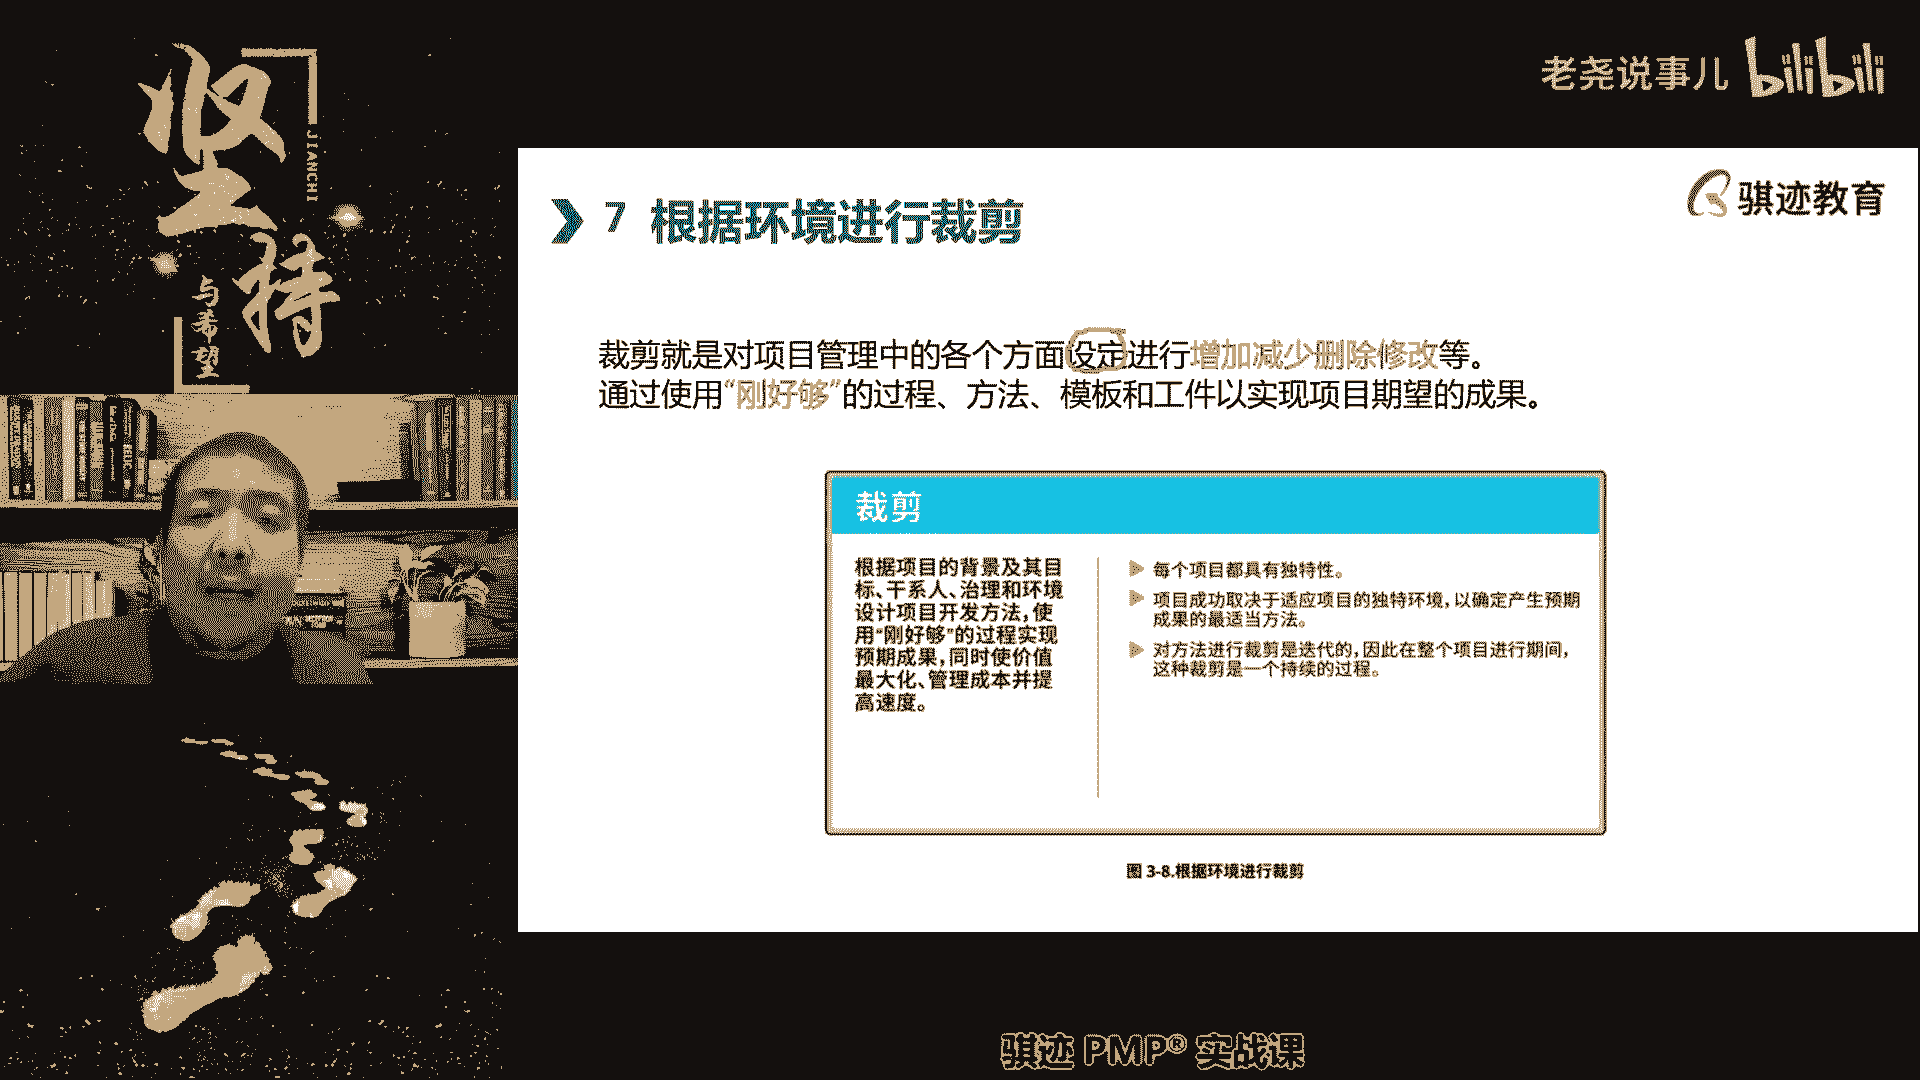 坚持
JIANCHI
与希望
老尧说事儿 bilibili
骐迹教育
7 根据环境进行裁剪
裁剪就是对项目管理中的各个方面设定进行增加减少删除修改等。
通过使用“刚好够”的过程、方法、模板和工件以实现项目期望的成果。
裁剪
根据项目的背景及其目
标、干系人、治理和环境
设计项目开发方法，使
用“刚好够”的过程实现
预期成果，同时使价值
最大化、管理成本并提
高速度。
每个项目都具有独特性。
项目成功取决于适应项目的独特环境，以确定产生预期
成果的最适当方法。
对方法进行裁剪是迭代的，因此在整个项目进行期间，
这种裁剪是一个持续的过程。
图 3-8.根据环境进行裁剪
骐迹 PMP® 实战课